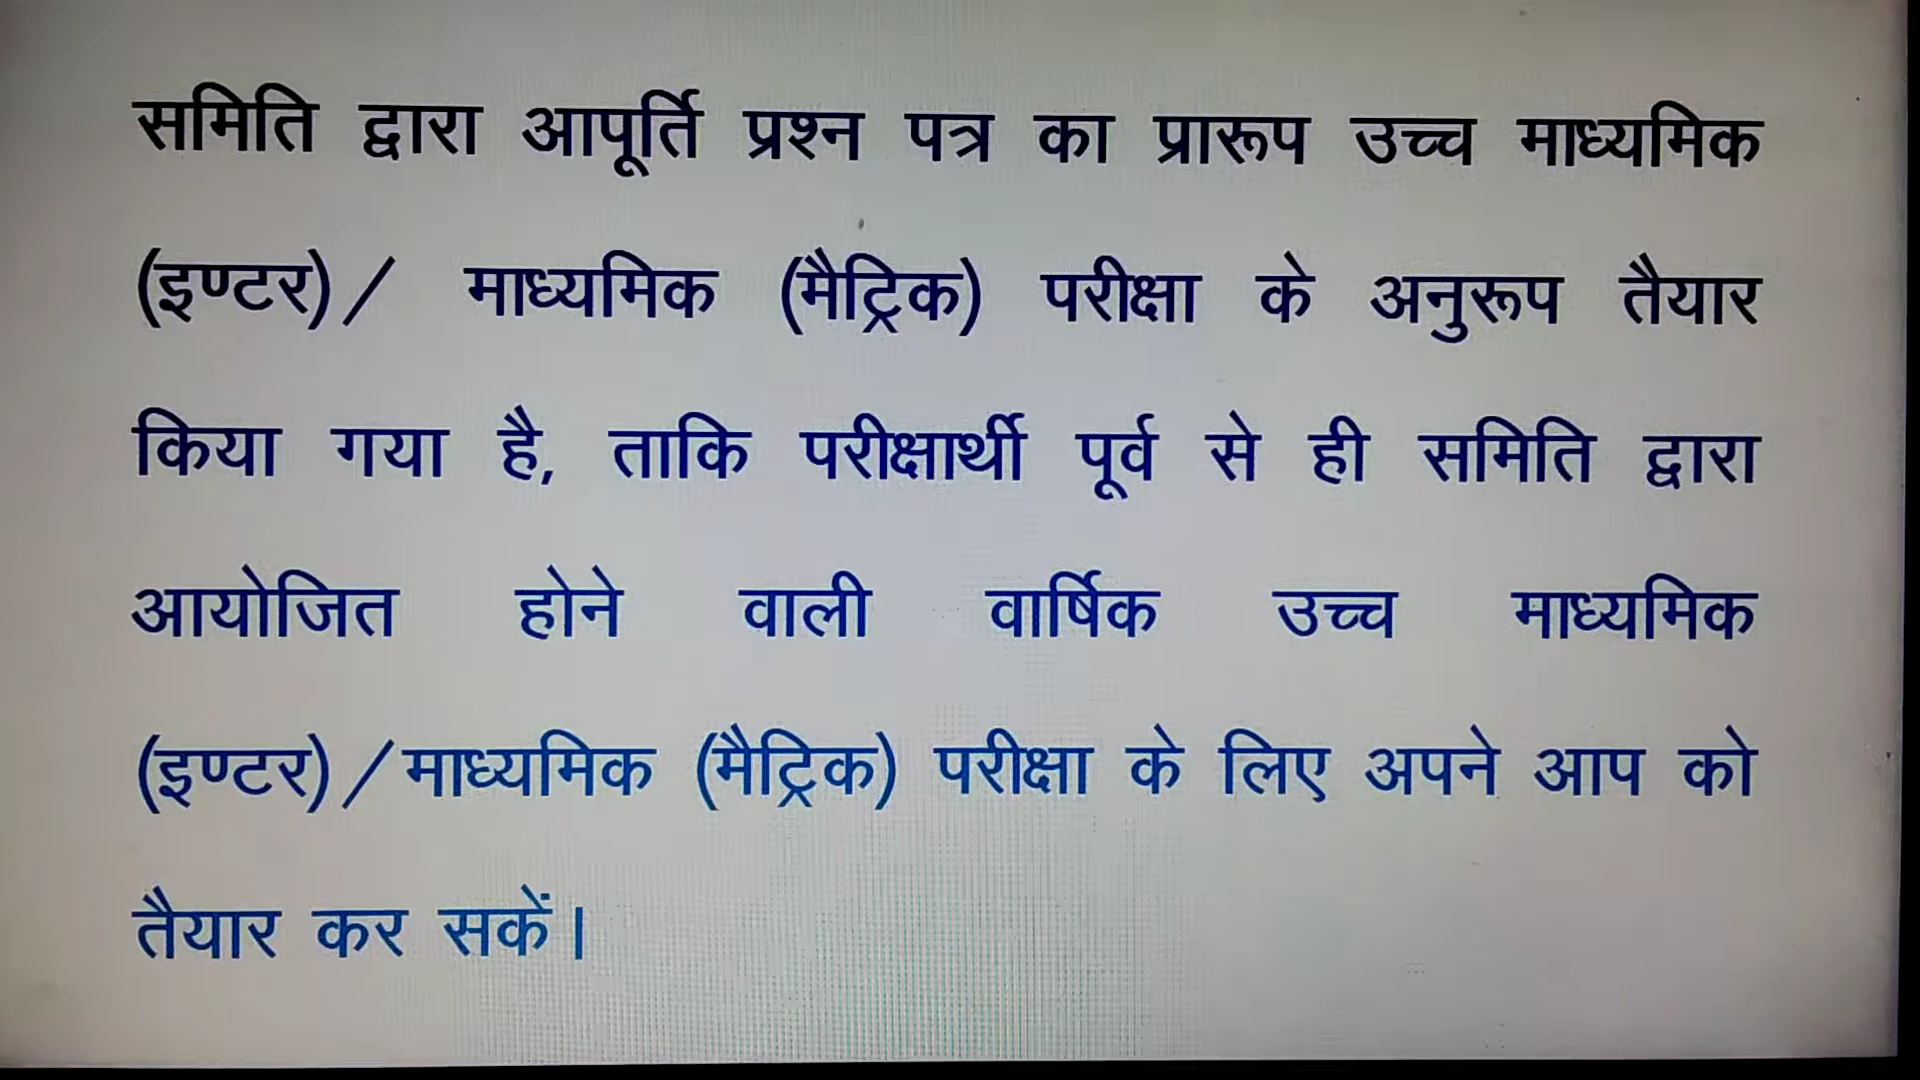 समिति द्वारा आपूर्ति प्रश्न पत्र का प्रारूप उच्च माध्यमिक
(इण्टर)/ माध्यमिक (मैट्रिक) परीक्षा के अनुरूप तैयार
किया गया है, ताकि परीक्षार्थी पूर्व से ही समिति द्वारा
आयोजित होने वाली वार्षिक उच्च माध्यमिक
(इण्टर)/माध्यमिक (मैट्रिक) परीक्षा के लिए अपने आप को
तैयार कर सकें।